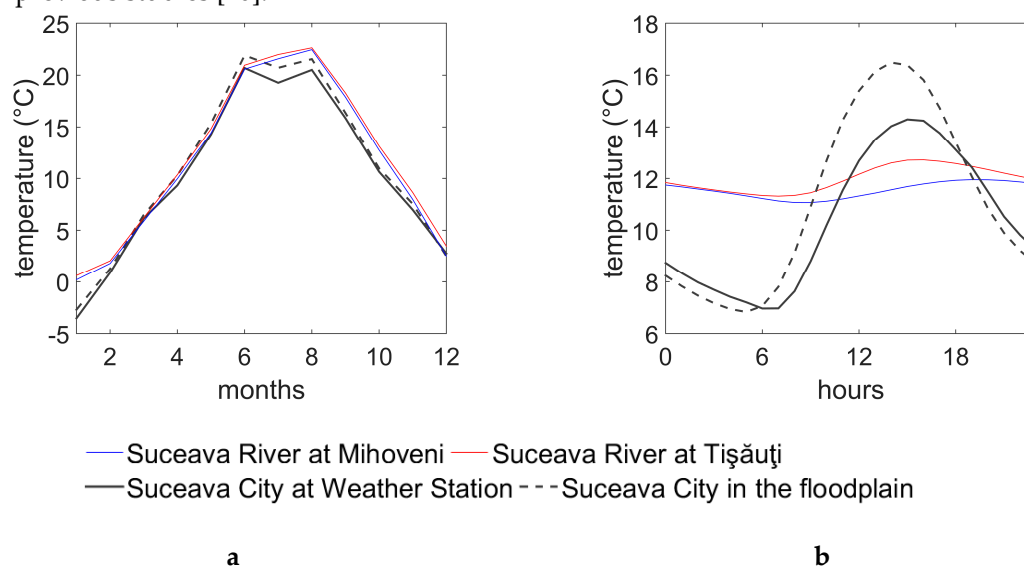 25
20
15
10
5
0
-5
temperature (°C)
2 4 6 8 10 12
months
18
16
14
12
10
8
6
temperature (°C)
0 6 12 18
hours
Suceava River at Mihoveni Suceava River at Tişăuţi
Suceava City at Weather Station Suceava City in the floodplain
a b